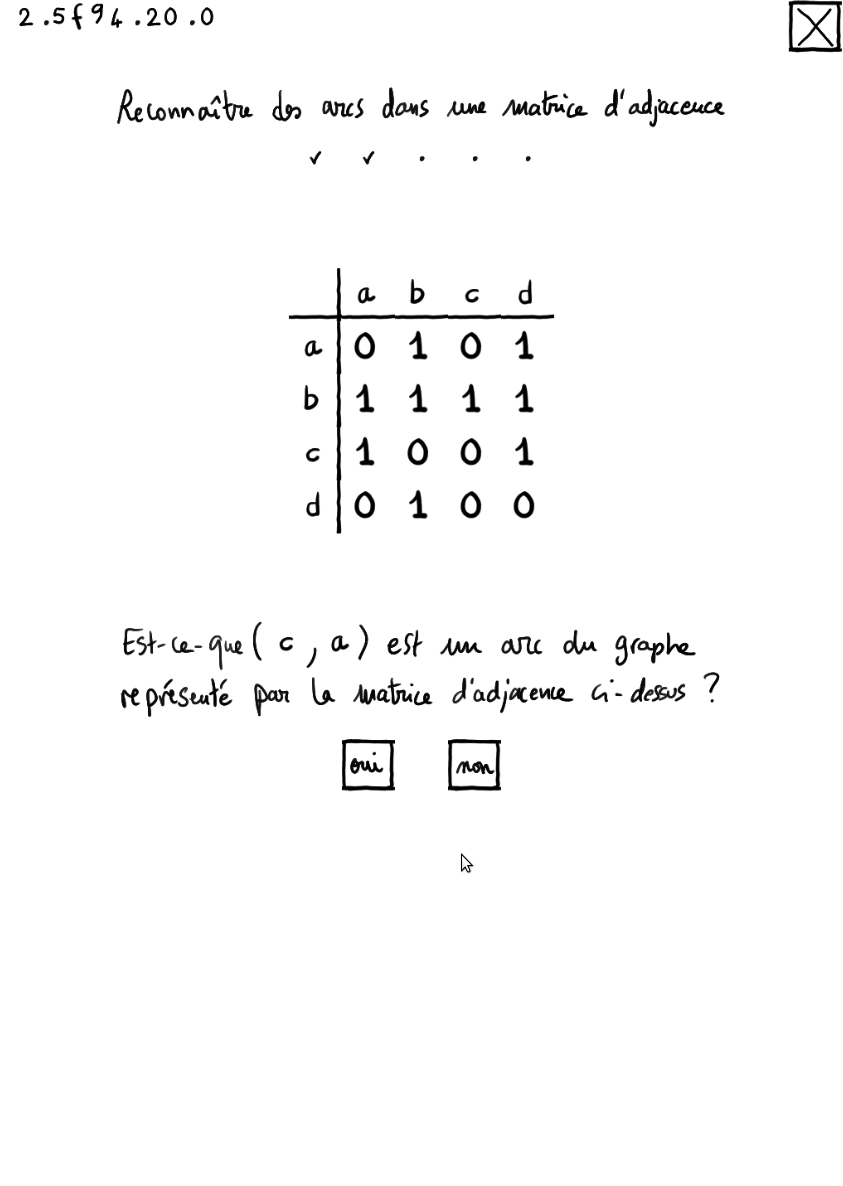 2.5f94.20.0
Reconnaître des arcs dans une matrice d'adjacence
✓ ✓ . . .
a b c d
a 0 1 0 1
b 1 1 1 1
c 1 0 0 1
d 0 1 0 0
Est-ce-que ( c , a ) est un arc du graphe
représenté par la matrice d'adjacence ci-dessus ?
oui non